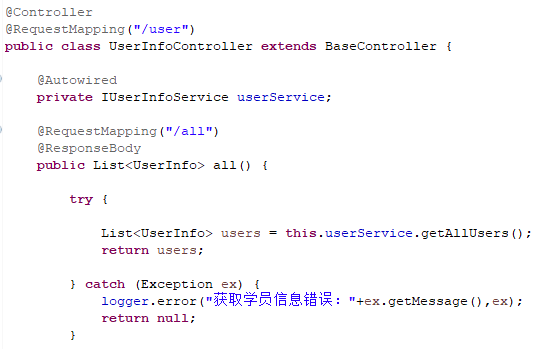 @Controller
@RequestMapping("/user")
public class UserInfoController extends BaseController {
@Autowired
private IUserInfoService userService;
@RequestMapping("/all")
@ResponseBody
public List<UserInfo> all() {
try {
List<UserInfo> users = this.userService.getAllUsers();
return users;
} catch (Exception ex) {
logger.error("获取学员信息错误："+ex.getMessage(),ex);
return null;
}